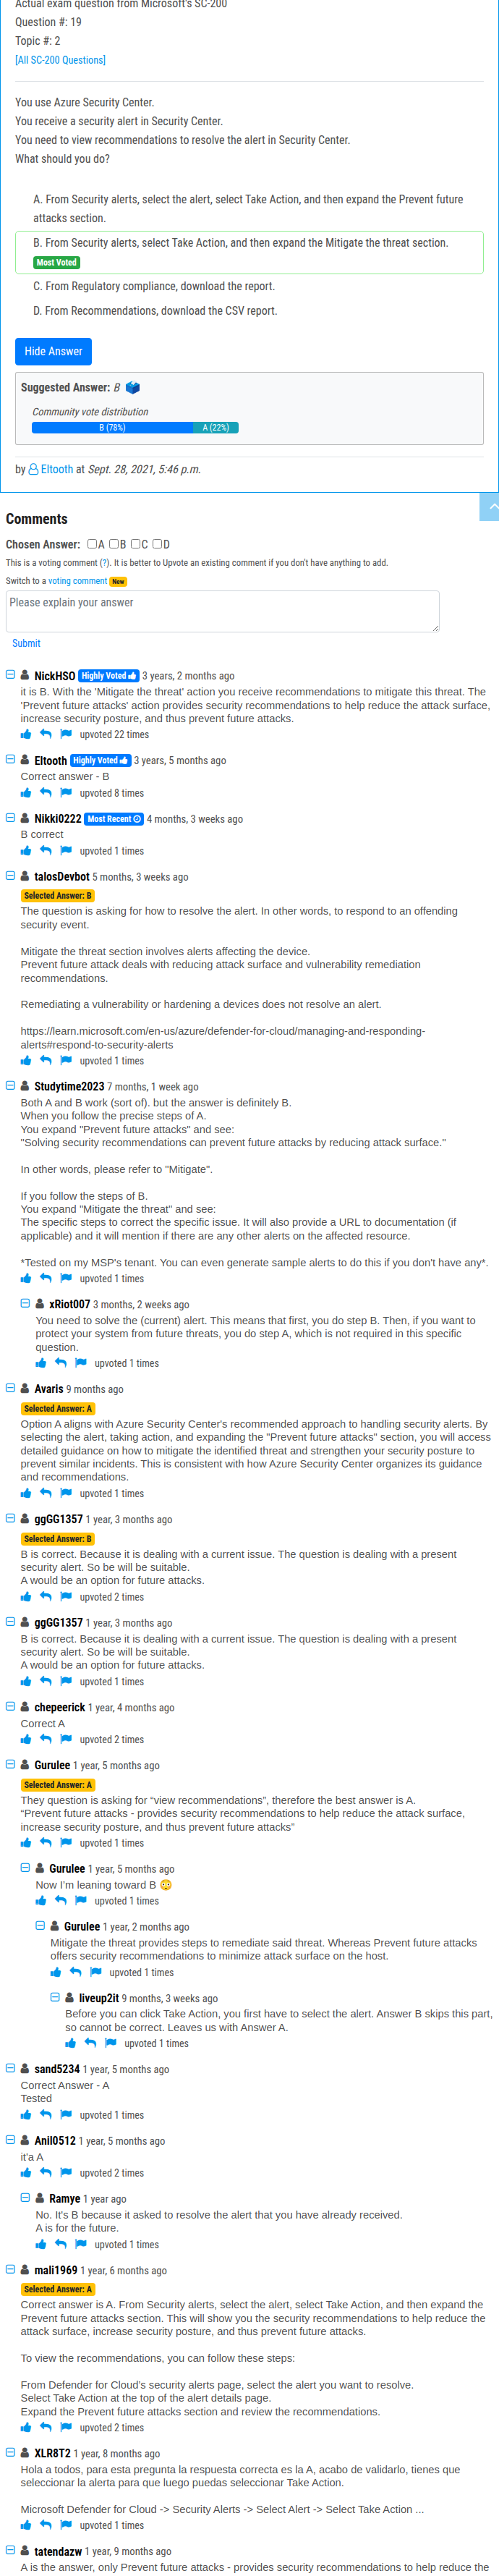 Actual exam question from Microsoft's SC-200
Question #: 19
Topic #: 2
[All SC-200 Questions]
You use Azure Security Center.
You receive a security alert in Security Center.
You need to view recommendations to resolve the alert in Security Center.
What should you do?
A. From Security alerts, select the alert, select Take Action, and then expand the Prevent future
attacks section.
B. From Security alerts, select Take Action, and then expand the Mitigate the threat section.
Most Voted
C. From Regulatory compliance, download the report.
D. From Recommendations, download the CSV report.
Hide Answer
Suggested Answer: B
Community vote distribution
B (78%) A (22%)
by Eltooth at Sept. 28, 2021, 5:46 p.m.
Comments
Chosen Answer: A B C D
This is a voting comment (?). It is better to Upvote an existing comment if you don't have anything to add.
Switch to a voting comment New
Please explain your answer
Submit
NickHSO Highly Voted 3 years, 2 months ago
it is B. With the 'Mitigate the threat' action you receive recommendations to mitigate this threat. The
'Prevent future attacks' action provides security recommendations to help reduce the attack surface,
increase security posture, and thus prevent future attacks.
upvoted 22 times
Eltooth Highly Voted 3 years, 5 months ago
Correct answer - B
upvoted 8 times
Nikki0222 Most Recent 4 months, 3 weeks ago
B correct
upvoted 1 times
talosDevbot 5 months, 3 weeks ago
Selected Answer: B
The question is asking for how to resolve the alert. In other words, to respond to an offending
security event.
Mitigate the threat section involves alerts affecting the device.
Prevent future attack deals with reducing attack surface and vulnerability remediation
recommendations.
Remediating a vulnerability or hardening a devices does not resolve an alert.
https://learn.microsoft.com/en-us/azure/defender-for-cloud/managing-and-responding-
alerts#respond-to-security-alerts
upvoted 1 times
Studytime2023 7 months, 1 week ago
Both A and B work (sort of). but the answer is definitely B.
When you follow the precise steps of A.
You expand "Prevent future attacks" and see:
"Solving security recommendations can prevent future attacks by reducing attack surface."
In other words, please refer to "Mitigate".
If you follow the steps of B.
You expand "Mitigate the threat" and see:
The specific steps to correct the specific issue. It will also provide a URL to documentation (if
applicable) and it will mention if there are any other alerts on the affected resource.
*Tested on my MSP's tenant. You can even generate sample alerts to do this if you don't have any*.
upvoted 1 times
xRiot007 3 months, 2 weeks ago
You need to solve the (current) alert. This means that first, you do step B. Then, if you want to
protect your system from future threats, you do step A, which is not required in this specific
question.
upvoted 1 times
Avaris 9 months ago
Selected Answer: A
Option A aligns with Azure Security Center's recommended approach to handling security alerts. By
selecting the alert, taking action, and expanding the "Prevent future attacks" section, you will access
detailed guidance on how to mitigate the identified threat and strengthen your security posture to
prevent similar incidents. This is consistent with how Azure Security Center organizes its guidance
and recommendations.
upvoted 1 times
ggGG1357 1 year, 3 months ago
Selected Answer: B
B is correct. Because it is dealing with a current issue. The question is dealing with a present
security alert. So be will be suitable.
A would be an option for future attacks.
upvoted 2 times
ggGG1357 1 year, 3 months ago
B is correct. Because it is dealing with a current issue. The question is dealing with a present
security alert. So be will be suitable.
A would be an option for future attacks.
upvoted 1 times
chepeerick 1 year, 4 months ago
Correct A
upvoted 2 times
Gurulee 1 year, 5 months ago
Selected Answer: A
They question is asking for “view recommendations”, therefore the best answer is A.
“Prevent future attacks - provides security recommendations to help reduce the attack surface,
increase security posture, and thus prevent future attacks”
upvoted 1 times
Gurulee 1 year, 5 months ago
Now I’m leaning toward B 😳
upvoted 1 times
Gurulee 1 year, 2 months ago
Mitigate the threat provides steps to remediate said threat. Whereas Prevent future attacks
offers security recommendations to minimize attack surface on the host.
upvoted 1 times
liveup2it 9 months, 3 weeks ago
Before you can click Take Action, you first have to select the alert. Answer B skips this part,
so cannot be correct. Leaves us with Answer A.
upvoted 1 times
sand5234 1 year, 5 months ago
Correct Answer - A
Tested
upvoted 1 times
Anil0512 1 year, 5 months ago
it'a A
upvoted 2 times
Ramye 1 year ago
No. It's B because it asked to resolve the alert that you have already received.
A is for the future.
upvoted 1 times
mali1969 1 year, 6 months ago
Selected Answer: A
Correct answer is A. From Security alerts, select the alert, select Take Action, and then expand the
Prevent future attacks section. This will show you the security recommendations to help reduce the
attack surface, increase security posture, and thus prevent future attacks.
To view the recommendations, you can follow these steps:
From Defender for Cloud’s security alerts page, select the alert you want to resolve.
Select Take Action at the top of the alert details page.
Expand the Prevent future attacks section and review the recommendations.
upvoted 2 times
XLR8T2 1 year, 8 months ago
Hola a todos, para esta pregunta la respuesta correcta es la A, acabo de validarlo, tienes que
seleccionar la alerta para que luego puedas seleccionar Take Action.
Microsoft Defender for Cloud -> Security Alerts -> Select Alert -> Select Take Action ...
upvoted 1 times
tatendazw 1 year, 9 months ago
A is the answer, only Prevent future attacks - provides security recommendations to help reduce the